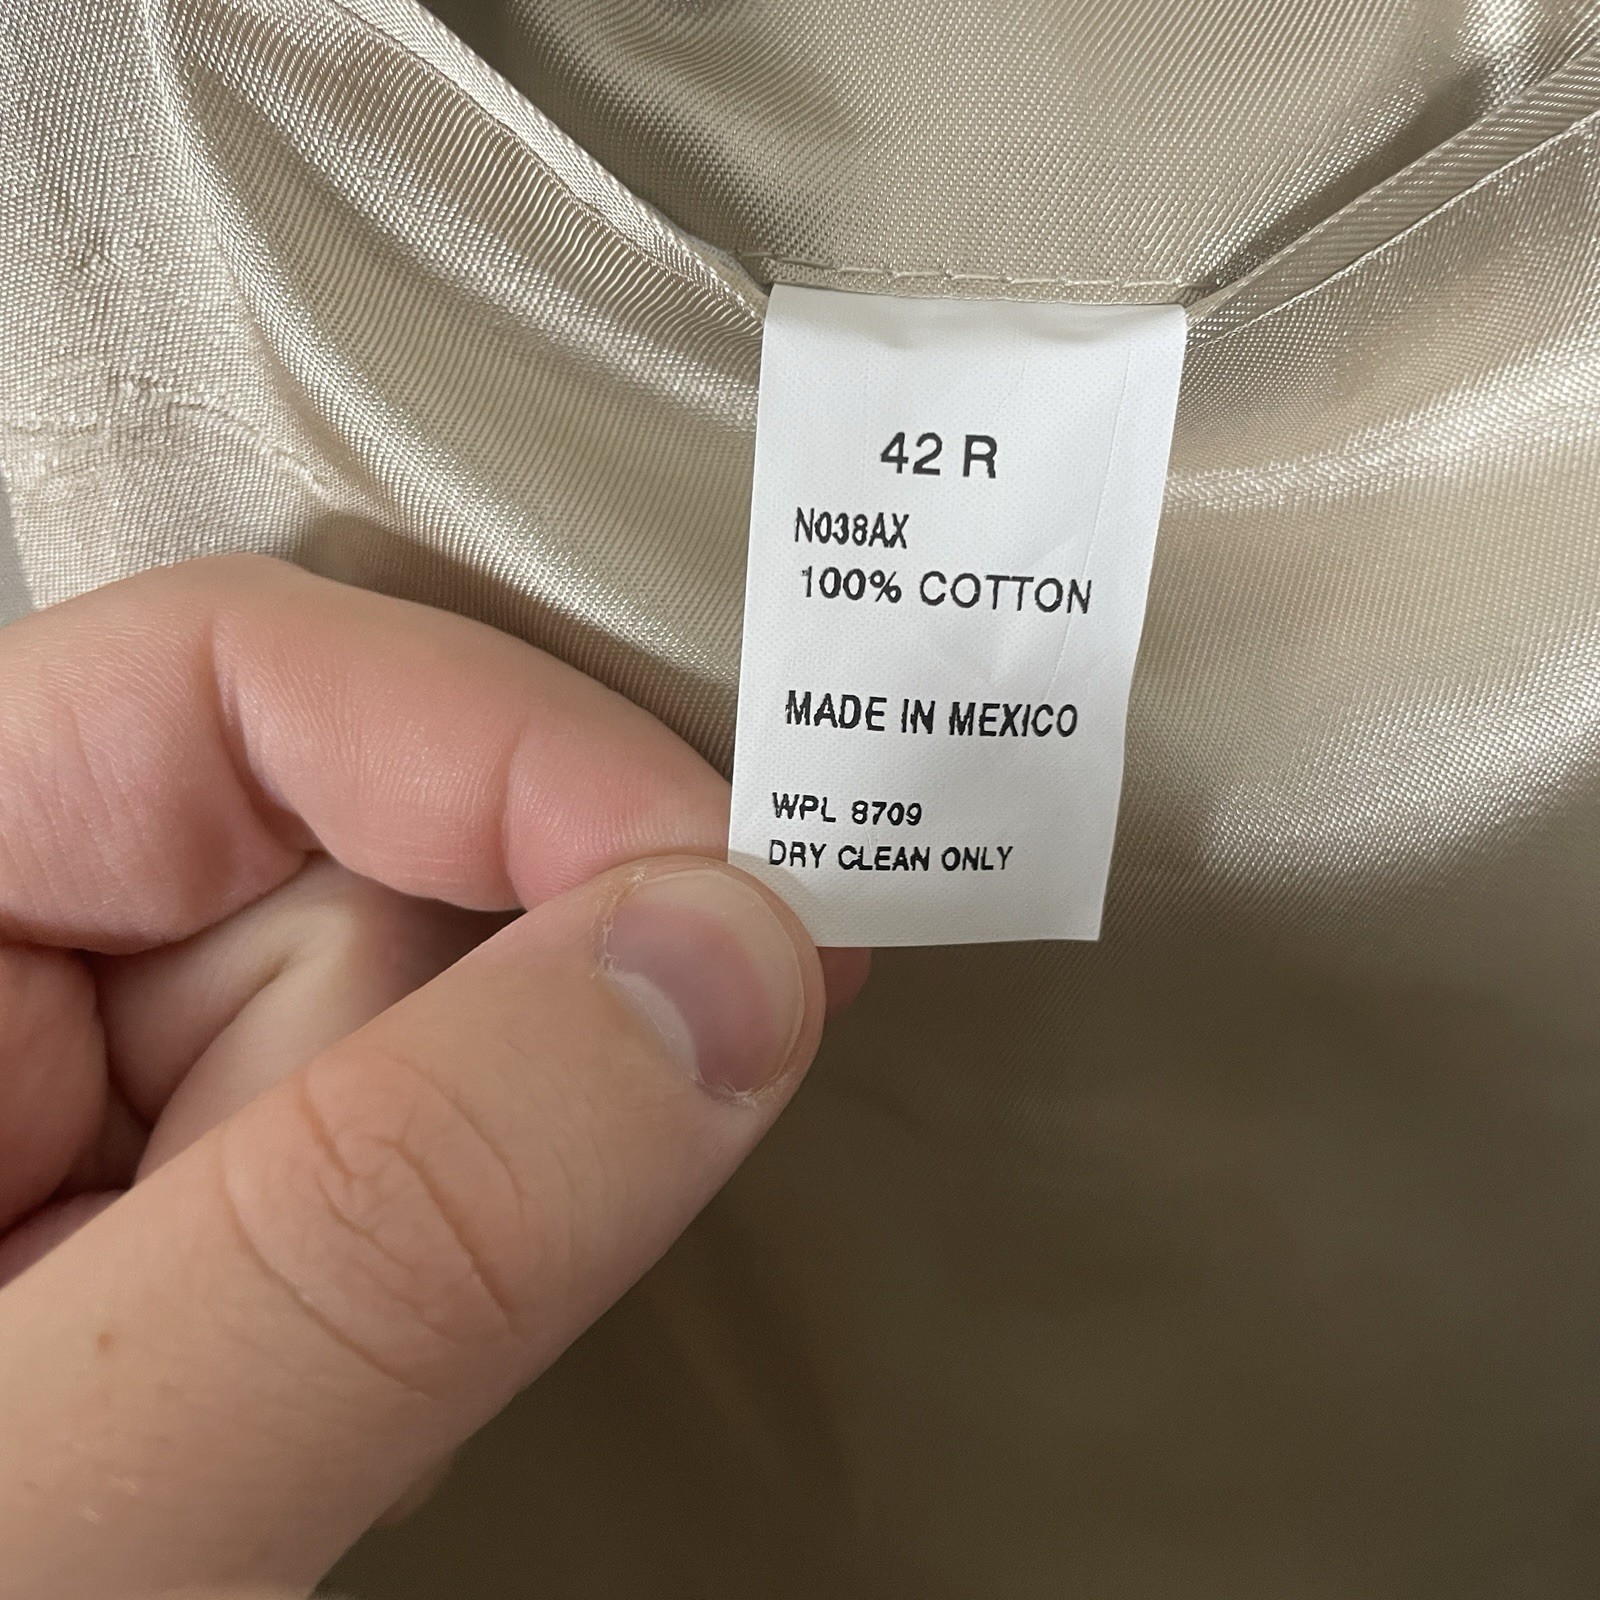 42 R
N038AX
100% COTTON
MADE IN MEXICO
WPL 8709
DRY CLEAN ONLY